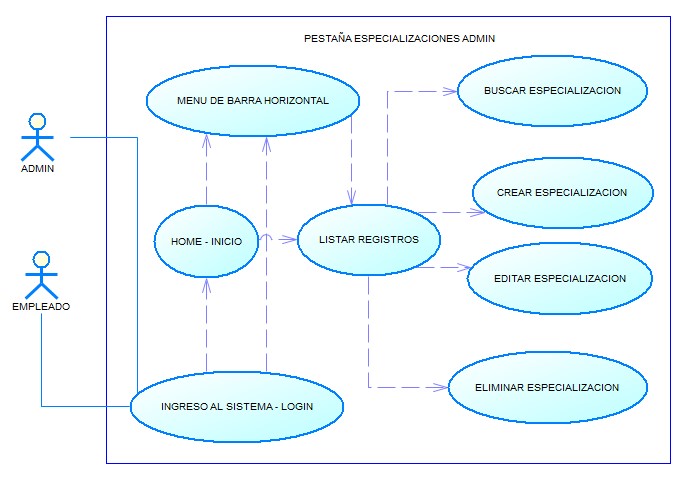 PESTAÑA ESPECIALIZACIONES ADMIN
BUSCAR ESPECIALIZACION
MENU DE BARRA HORIZONTAL
ADMIN
CREAR ESPECIALIZACION
HOME - INICIO
LISTAR REGISTROS
EDITAR ESPECIALIZACION
EMPLEADO
ELIMINAR ESPECIALIZACION
INGRESO AL SISTEMA - LOGIN